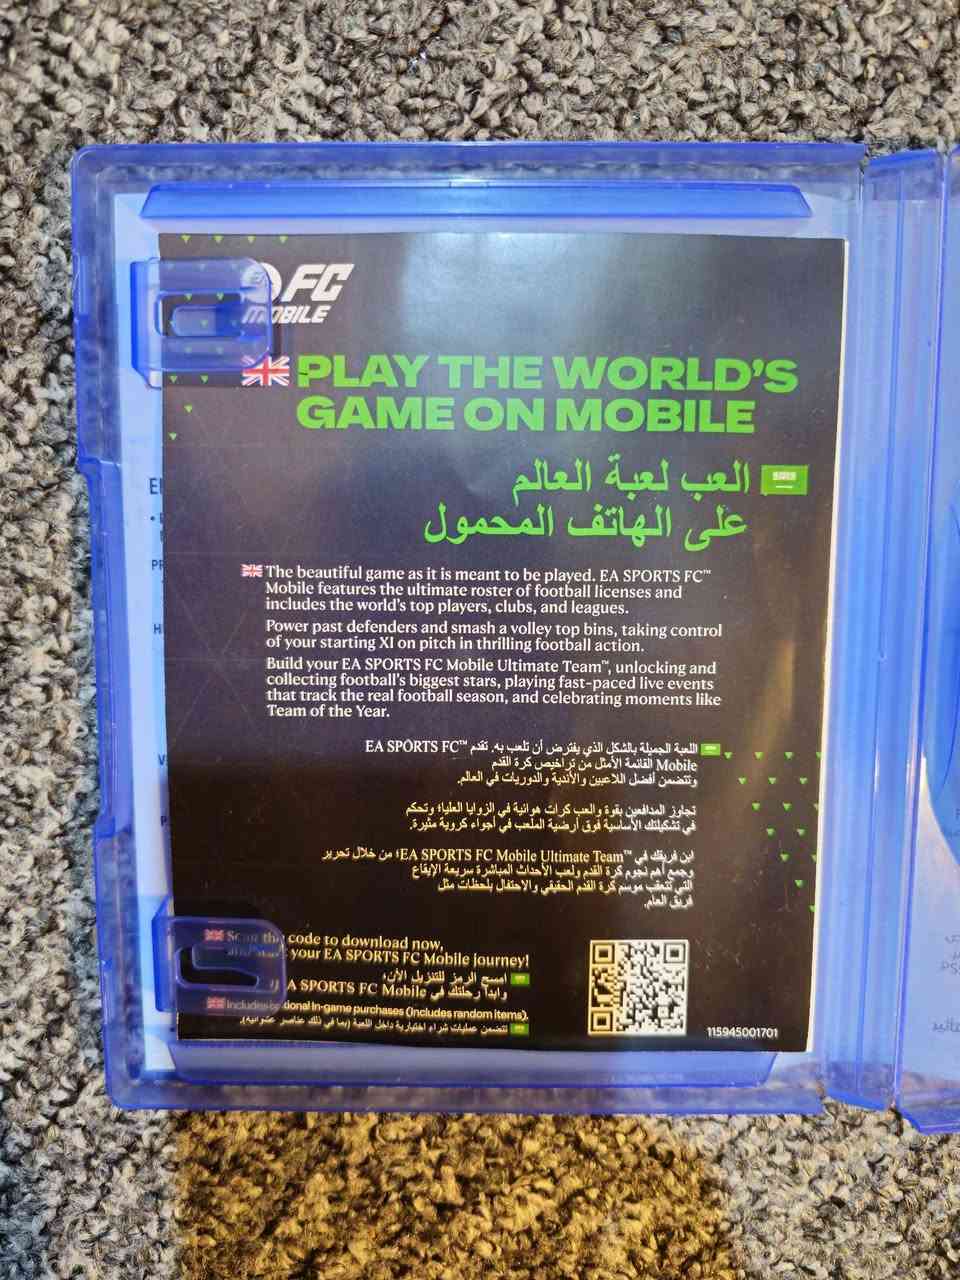 FC
MOBILE
PLAY THE WORLD'S
GAME ON MOBILE
العب لعبة العالم
على الهاتف المحمول
The beautiful game as it is meant to be played. EA SPORTS FC™
Mobile features the ultimate roster of football licenses and
includes the world's top players, clubs, and leagues.
Power past defenders and smash a volley top bins, taking control
of your starting XI on pitch in thrilling football action.
Build your EA SPORTS FC Mobile Ultimate Team™, unlocking and
collecting football's biggest stars, playing fast-paced live events
that track the real football season, and celebrating moments like
Team of the Year.
اللعبة الجميلة بالشكل الذي يفترض أن تلعب به. تقدم EA SPORTS FC™
Mobile القائمة الأمثل من تراخيص كرة القدم
وتتضمن أفضل اللاعبين والأندية والدوريات في العالم.
تجاوز المدافعين بقوة والعب كرات هوائية في الزوايا العليا؛ وتحكم
في تشكيلتك الأساسية فوق أرضية الملعب في أجواء كروية مثيرة.
ابن فريقك في EA SPORTS FC Mobile Ultimate Team™؛ من خلال تحرير
وجمع أهم نجوم كرة القدم ولعب الأحداث المباشرة سريعة الإيقاع
التي تتعقب موسم كرة القدم الحقيقي والاحتفال بلحظات مثل
فريق العام.
Scan the code to download now,
and start your EA SPORTS FC Mobile journey!
امسح الرمز للتنزيل الآن،
وابدأ رحلتك في EA SPORTS FC Mobile
Includes optional In-game purchases (Includes random items).
تتضمن عمليات شراء اختيارية داخل اللعبة (بما في ذلك عناصر عشوائية).
115945001701